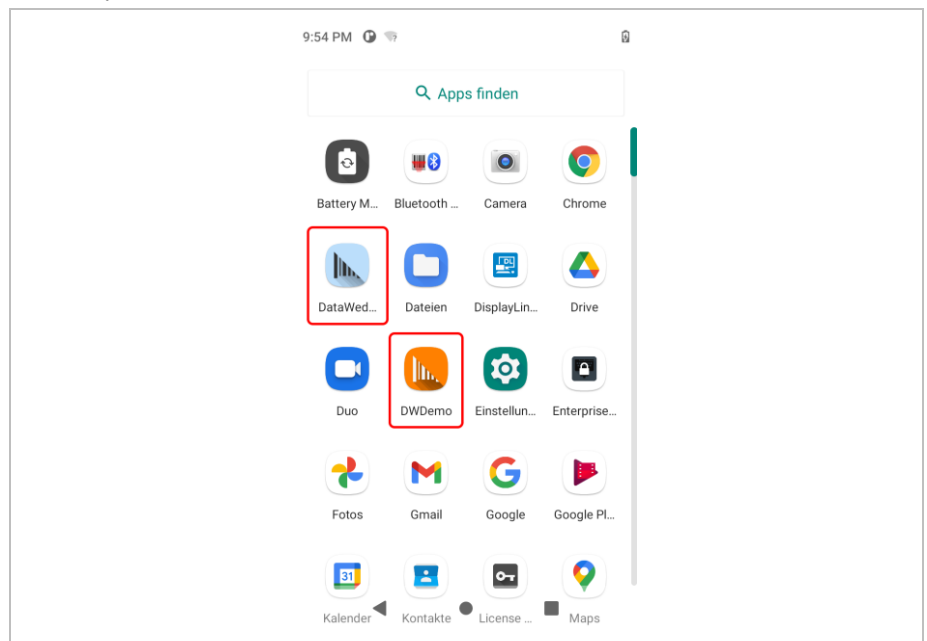 9:54 PM
Apps finden
Battery M... Bluetooth ... Camera Chrome
DataWed... Dateien DisplayLin... Drive
Duo DWDemo Einstellun... Enterprise...
Fotos Gmail Google Google Pl...
31
Kalender Kontakte License ... Maps